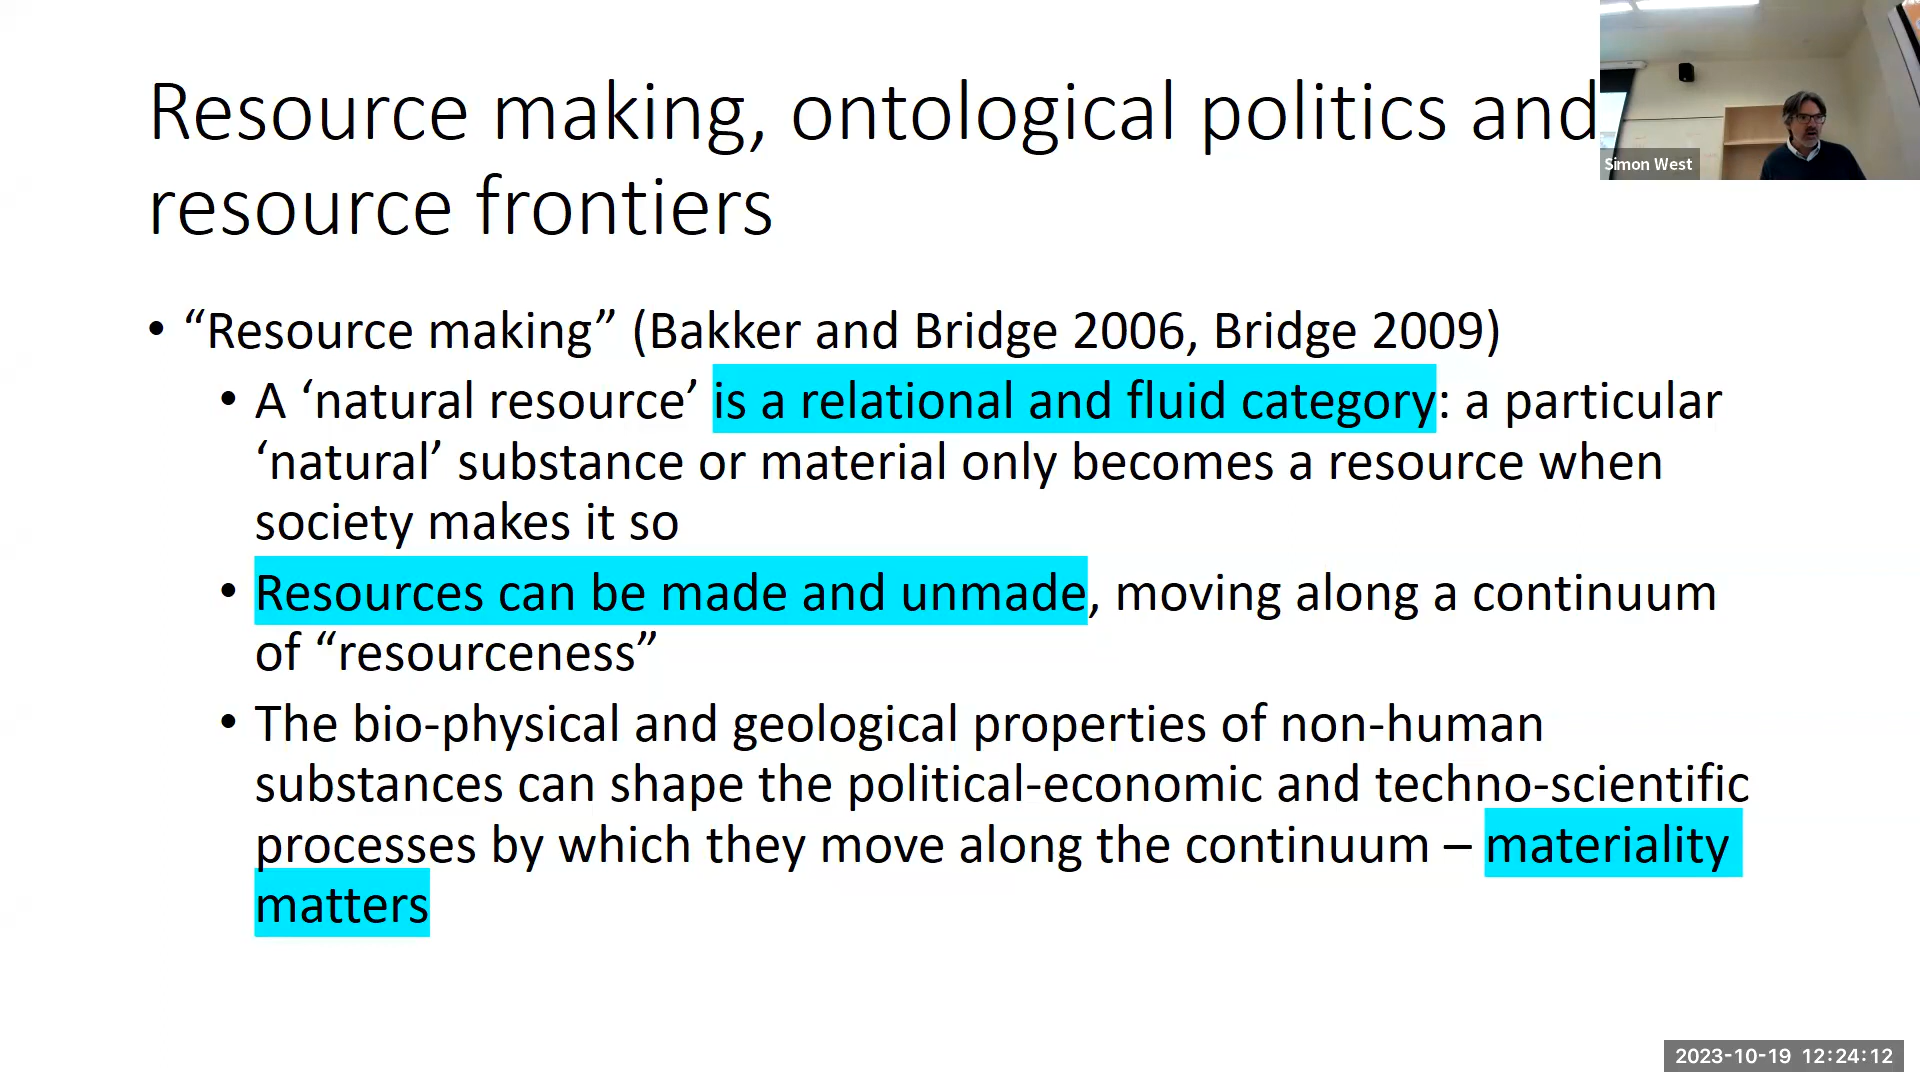 Resource making, ontological politics and
resource frontiers
Simon West
• “Resource making” (Bakker and Bridge 2006, Bridge 2009)
• A ‘natural resource’ is a relational and fluid category: a particular
‘natural’ substance or material only becomes a resource when
society makes it so
• Resources can be made and unmade, moving along a continuum
of “resourceness”
• The bio-physical and geological properties of non-human
substances can shape the political-economic and techno-scientific
processes by which they move along the continuum – materiality
matters
2023-10-19 12:24:12